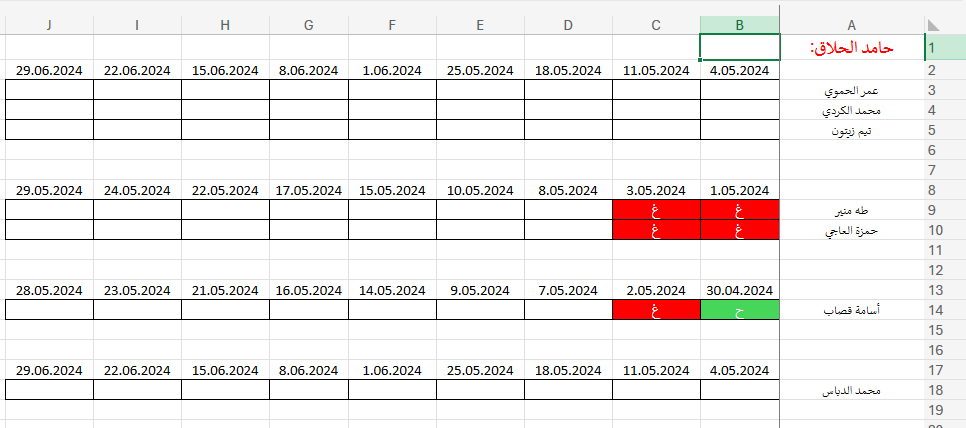 A B C D E F G H I J
1 حامد الحلاق:
2 4.05.2024 11.05.2024 18.05.2024 25.05.2024 1.06.2024 8.06.2024 15.06.2024 22.06.2024 29.06.2024
3 عمر الحموي
4 محمد الكردي
5 تيم زيتون
6
7
8 1.05.2024 3.05.2024 8.05.2024 10.05.2024 15.05.2024 17.05.2024 22.05.2024 24.05.2024 29.05.2024
9 طه منير غ غ
10 حمزة العاجي غ غ
11
12
13 30.04.2024 2.05.2024 7.05.2024 9.05.2024 14.05.2024 16.05.2024 21.05.2024 23.05.2024 28.05.2024
14 أسامة قصاب ح غ
15
16
17 4.05.2024 11.05.2024 18.05.2024 25.05.2024 1.06.2024 8.06.2024 15.06.2024 22.06.2024 29.06.2024
18 محمد الدباس
19